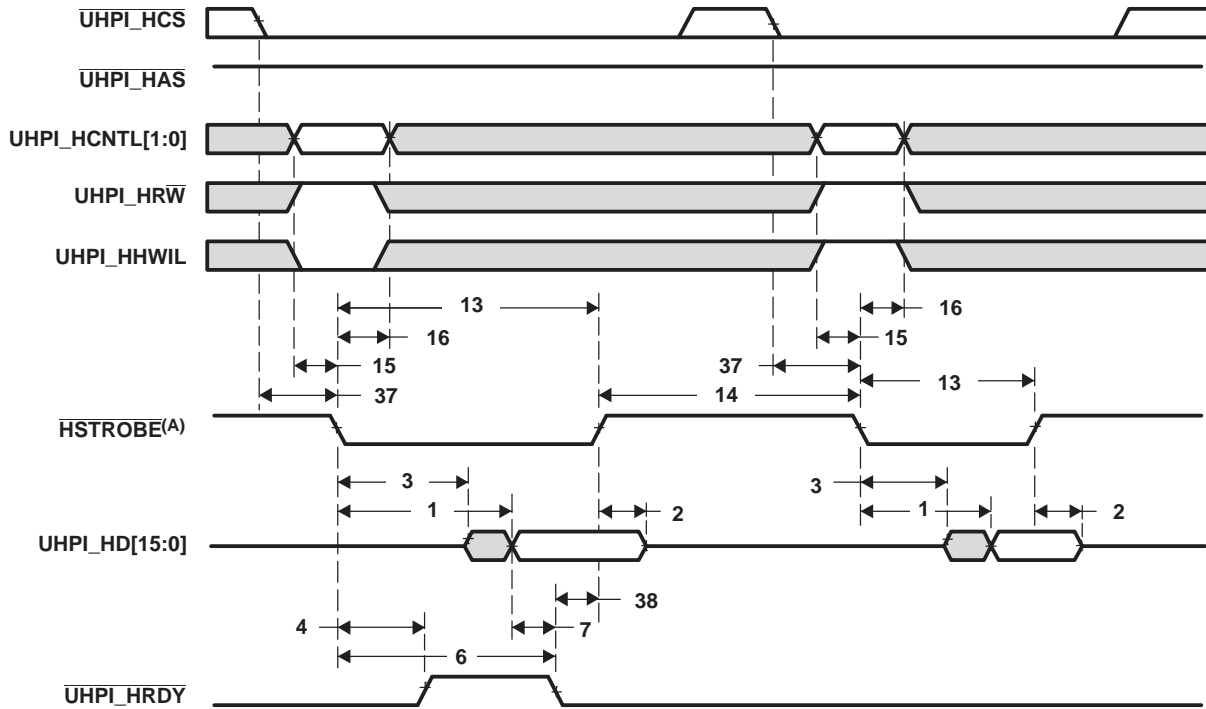 UHPI_HCS
UHPI_HAS
UHPI_HCNTL[1:0]
UHPI_HRW
UHPI_HHWIL
13
16
16
15
15
37
37
13
14
HSTROBE(A)
3
3
1
1
2
2
UHPI_HD[15:0]
38
4
7
6
UHPI_HRDY